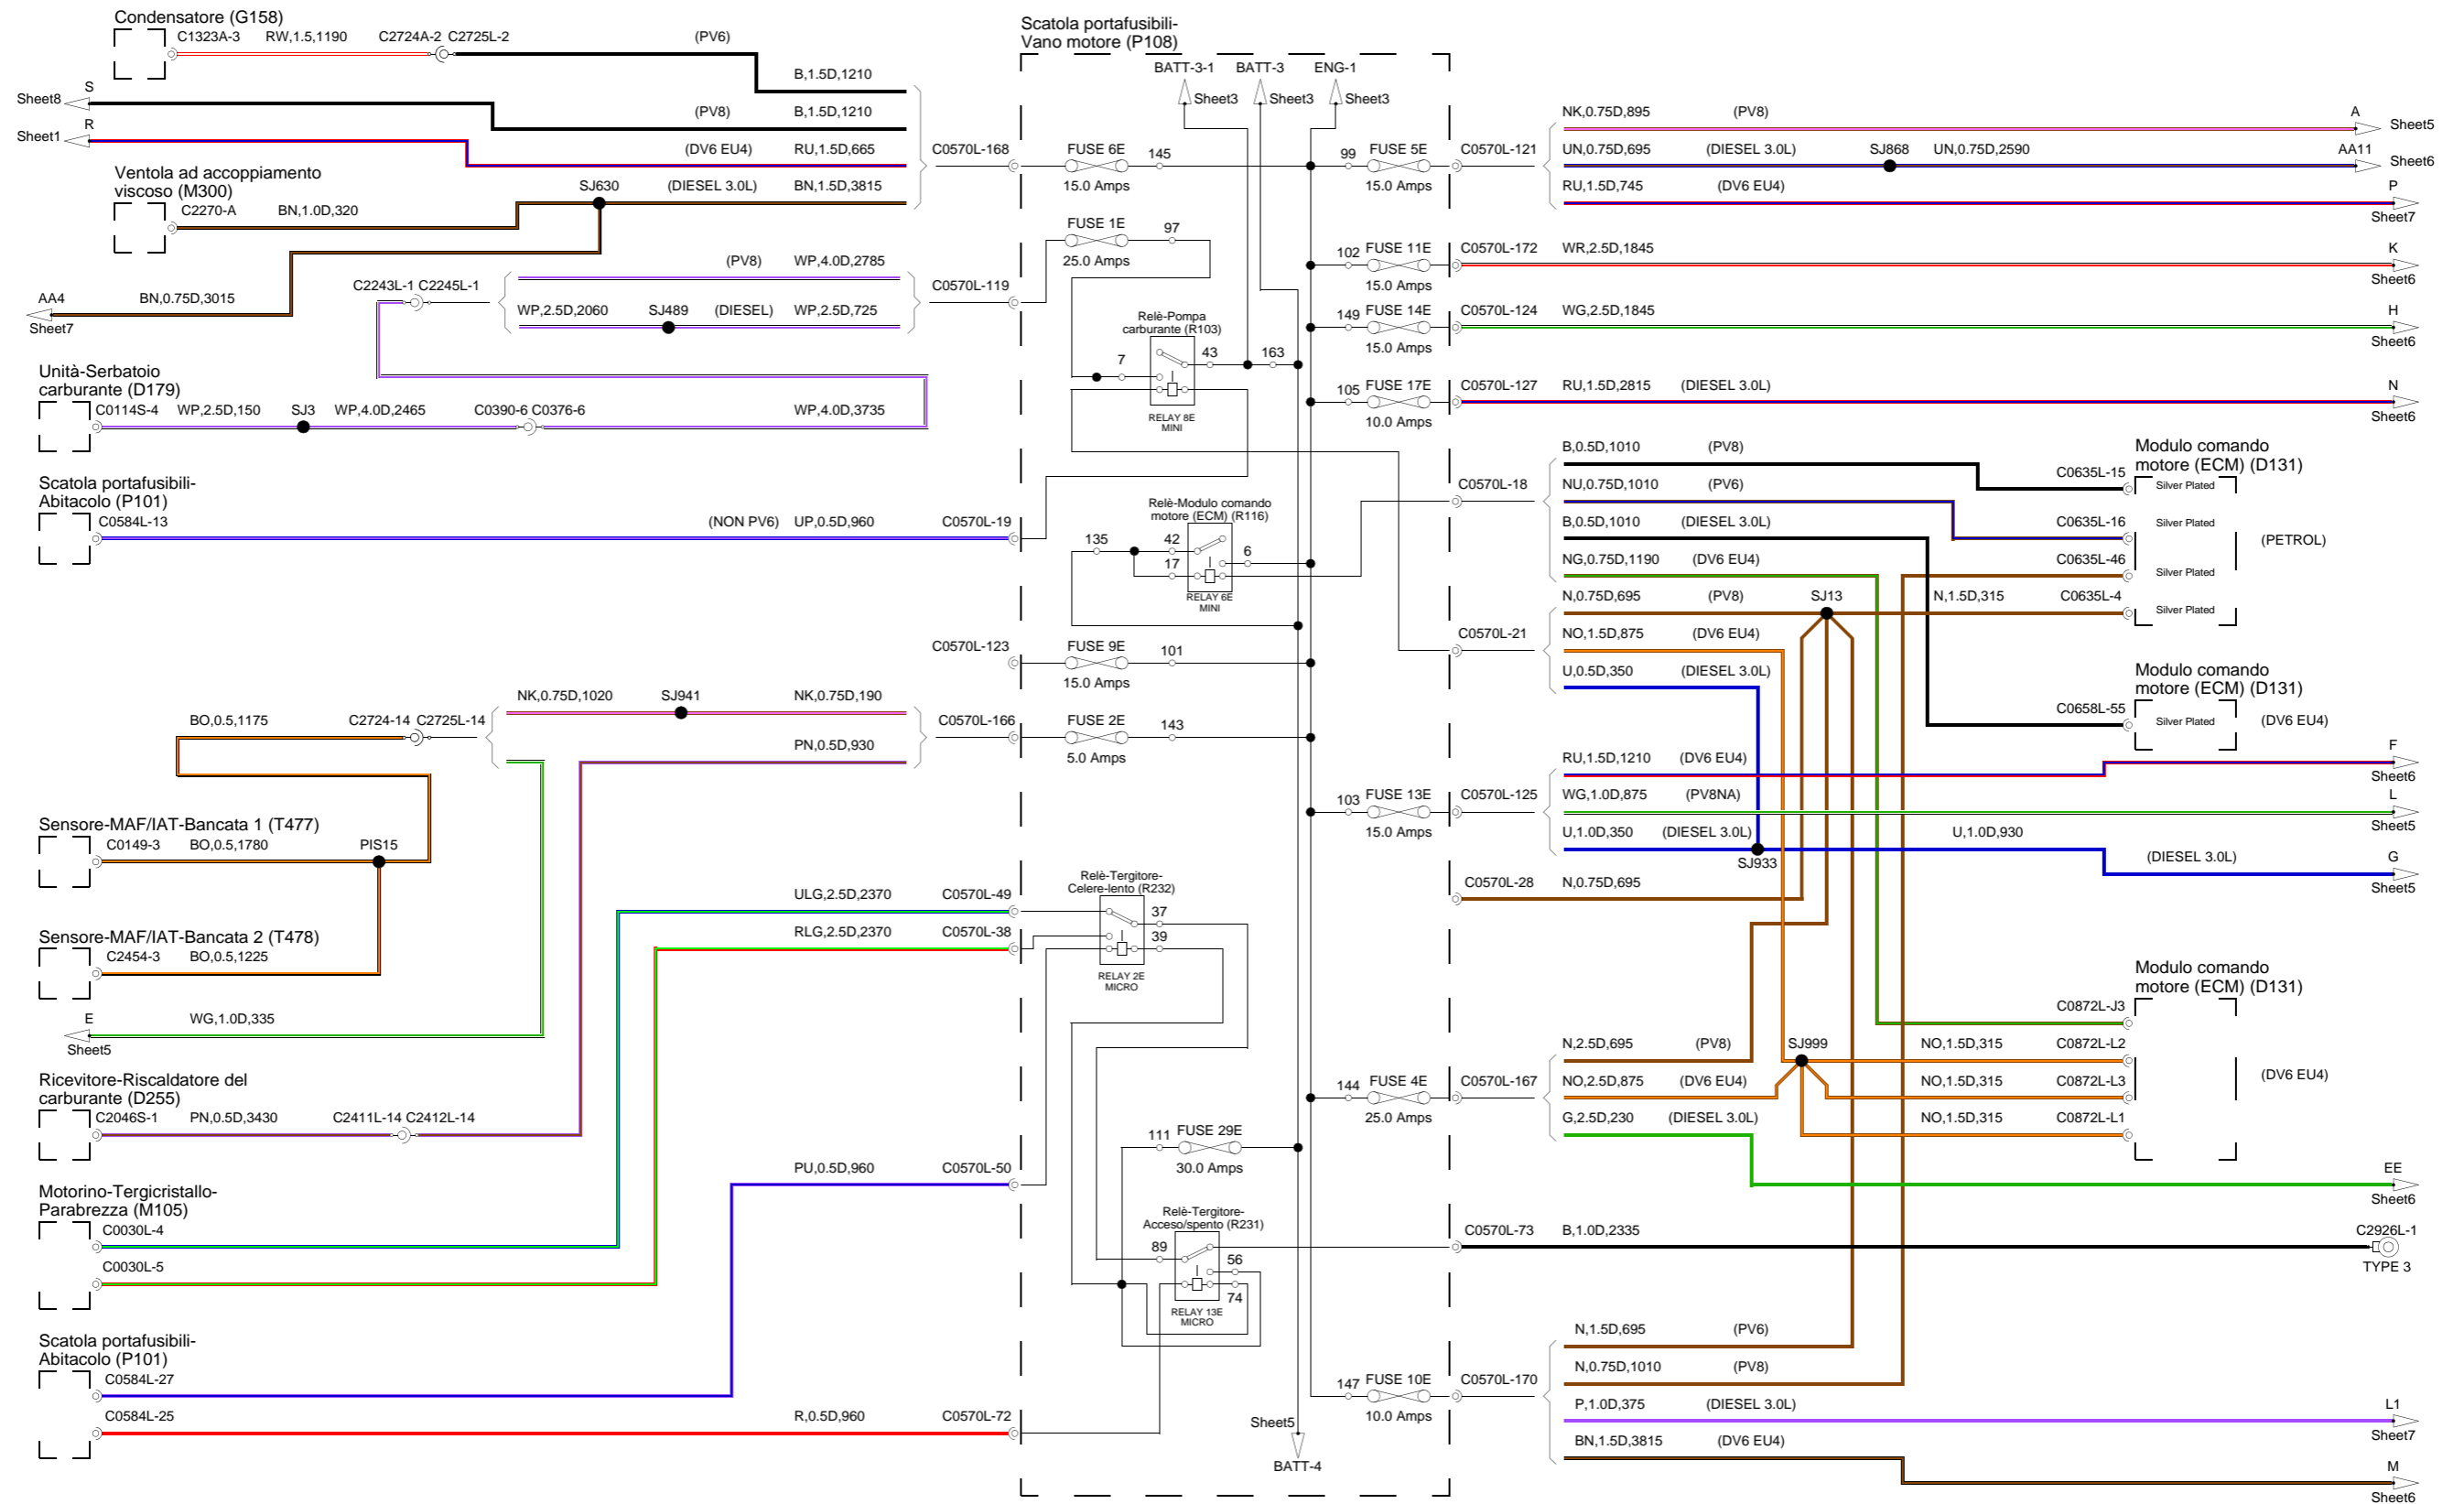 Condensatore (G158)
C1323A-3 RW,1.5,1190 C2724A-2 C2725L-2 (PV6)
B,1.5D,1210
S
Sheet8
(PV8) B,1.5D,1210
R
Sheet1
(DV6 EU4) RU,1.5D,665
C0570L-168
Ventola ad accoppiamento
viscoso (M300)
SJ630 (DIESEL 3.0L) BN,1.5D,3815
C2270-A BN,1.0D,320
(PV8) WP,4.0D,2785
C2243L-1 C2245L-1
C0570L-119
AA4 BN,0.75D,3015
Sheet7
WP,2.5D,2060 SJ489 (DIESEL) WP,2.5D,725
Unità-Serbatoio
carburante (D179)
C0114S-4 WP,2.5D,150 SJ3 WP,4.0D,2465 C0390-6 C0376-6 WP,4.0D,3735
Scatola portafusibili-
Abitacolo (P101)
C0584L-13 (NON PV6) UP,0.5D,960 C0570L-19
C0570L-123
NK,0.75D,1020 SJ941 NK,0.75D,190
BO,0.5,1175 C2724-14 C2725L-14 C0570L-166
PN,0.5D,930
Sensore-MAF/IAT-Bancata 1 (T477)
C0149-3 BO,0.5,1780 PIS15
ULG,2.5D,2370 C0570L-49
Sensore-MAF/IAT-Bancata 2 (T478)
RLG,2.5D,2370 C0570L-38
C2454-3 BO,0.5,1225
E WG,1.0D,335
Sheet5
Ricevitore-Riscaldatore del
carburante (D255)
C2046S-1 PN,0.5D,3430 C2411L-14 C2412L-14
PU,0.5D,960 C0570L-50
Motorino-Tergicristallo-
Parabrezza (M105)
C0030L-4
C0030L-5
Scatola portafusibili-
Abitacolo (P101)
C0584L-27
C0584L-25 R,0.5D,960 C0570L-72
Scatola portafusibili-
Vano motore (P108)
BATT-3-1 BATT-3 ENG-1
Sheet3 Sheet3 Sheet3
FUSE 6E 145
15.0 Amps
99 FUSE 5E
15.0 Amps
FUSE 1E 97
25.0 Amps
102 FUSE 11E
15.0 Amps
Relè-Pompa
carburante (R103)
7 43 163
RELAY 8E
MINI
149 FUSE 14E
15.0 Amps
105 FUSE 17E
10.0 Amps
Relè-Modulo comando
motore (ECM) (R116)
135 42 6
17
RELAY 6E
MINI
FUSE 9E 101
15.0 Amps
FUSE 2E 143
5.0 Amps
103 FUSE 13E
15.0 Amps
Relè-Tergitore-
Celere-lento (R232)
37
39
RELAY 2E
MICRO
144 FUSE 4E
25.0 Amps
111 FUSE 29E
30.0 Amps
Relè-Tergitore-
Acceso/spento (R231)
89 56
74
RELAY 13E
MICRO
147 FUSE 10E
10.0 Amps
Sheet5
BATT-4
NK,0.75D,895 (PV8) A
Sheet5
C0570L-121 UN,0.75D,695 (DIESEL 3.0L) SJ868 UN,0.75D,2590 AA11
Sheet6
RU,1.5D,745 (DV6 EU4) P
Sheet7
C0570L-172 WR,2.5D,1845 K
Sheet6
C0570L-124 WG,2.5D,1845 H
Sheet6
C0570L-127 RU,1.5D,2815 (DIESEL 3.0L) N
Sheet6
B,0.5D,1010 (PV8)
Modulo comando
motore (ECM) (D131)
C0635L-15 Silver Plated
C0570L-18 NU,0.75D,1010 (PV6)
B,0.5D,1010 (DIESEL 3.0L) C0635L-16 Silver Plated
(PETROL)
NG,0.75D,1190 (DV6 EU4) C0635L-46 Silver Plated
N,0.75D,695 (PV8) SJ13 N,1.5D,315 C0635L-4 Silver Plated
C0570L-21 NO,1.5D,875 (DV6 EU4)
U,0.5D,350 (DIESEL 3.0L)
Modulo comando
motore (ECM) (D131)
C0658L-55 Silver Plated (DV6 EU4)
RU,1.5D,1210 (DV6 EU4) F
Sheet6
C0570L-125 WG,1.0D,875 (PV8NA) L
Sheet5
U,1.0D,350 (DIESEL 3.0L) U,1.0D,930
SJ933 (DIESEL 3.0L) G
Sheet5
C0570L-28 N,0.75D,695
Modulo comando
motore (ECM) (D131)
C0872L-J3
N,2.5D,695 (PV8) SJ999 NO,1.5D,315 C0872L-L2
C0570L-167 NO,2.5D,875 (DV6 EU4) NO,1.5D,315 C0872L-L3 (DV6 EU4)
G,2.5D,230 (DIESEL 3.0L) NO,1.5D,315 C0872L-L1
EE
Sheet6
C0570L-73 B,1.0D,2335 C2926L-1
TYPE 3
N,1.5D,695 (PV6)
N,0.75D,1010 (PV8)
C0570L-170
P,1.0D,375 (DIESEL 3.0L) L1
Sheet7
BN,1.5D,3815 (DV6 EU4) M
Sheet6